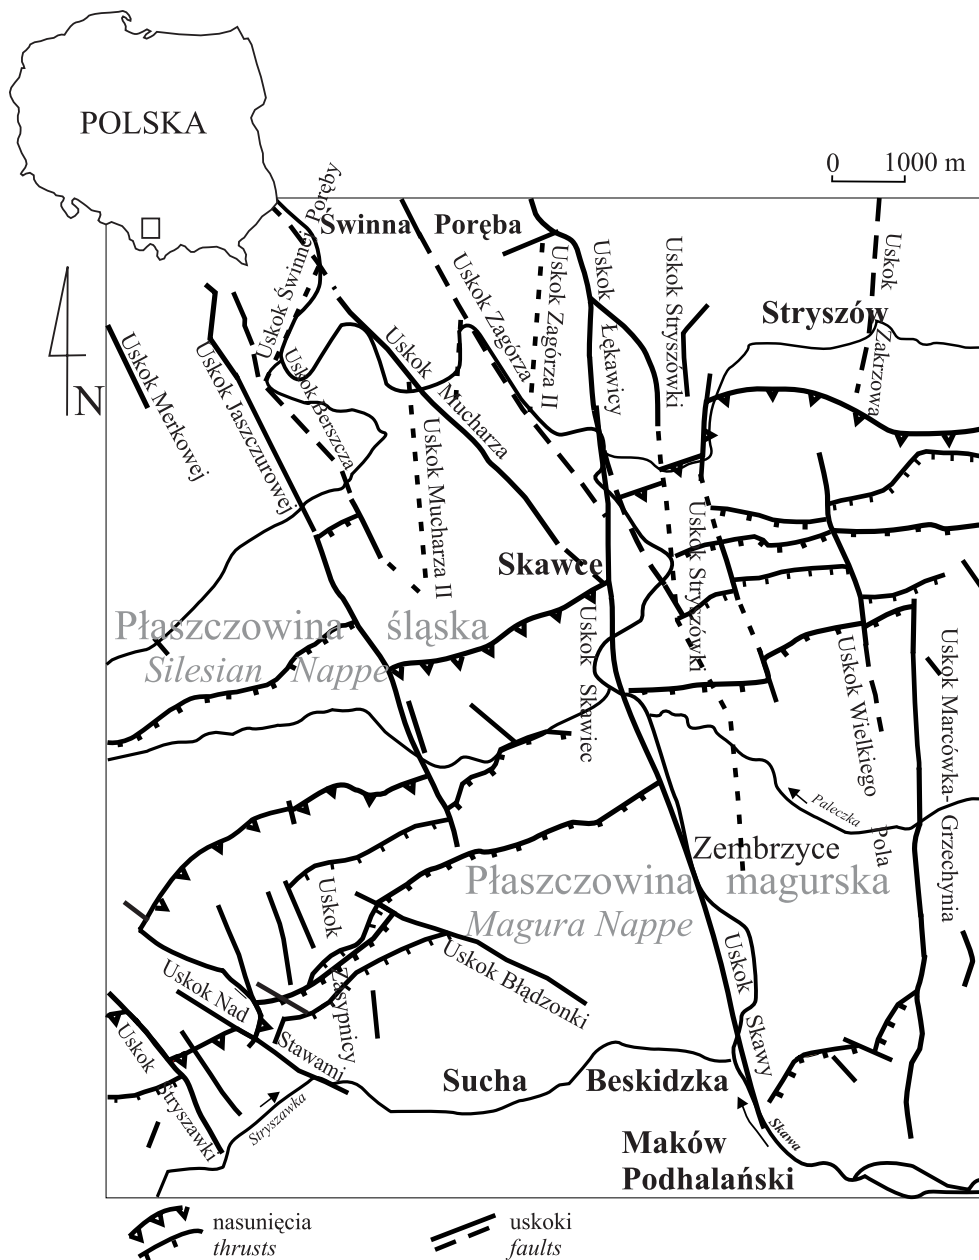 POLSKA
0 1000 m
N
Świnna Poręba
Stryszów
Uskok Świnnej Poręby
Uskok Zagórza
Uskok Zagórza II
Uskok Łękawicy
Uskok Stryszówki
Uskok Zakrzowa
Uskok Merkowej
Uskok Jaszczurowej
Uskok Berszcza
Uskok Mucharza
Uskok Mucharza II
Uskok Stryszówki
Skawce
Płaszczowina śląska
Silesian Nappe
Uskok Skawiec
Uskok Wielkiego Pola
Uskok Marcówka-Grzechynia
Paleczka
Zembrzyce
Płaszczowina magurska
Magura Nappe
Uskok Zasypnicy
Uskok Błądzonki
Uskok Skawy
Uskok Nad Stawami
Uskok Stryszawki
Stryszawka
Sucha Beskidzka
Skawa
Maków
Podhalański
nasunięcia
thrusts
uskoki
faults